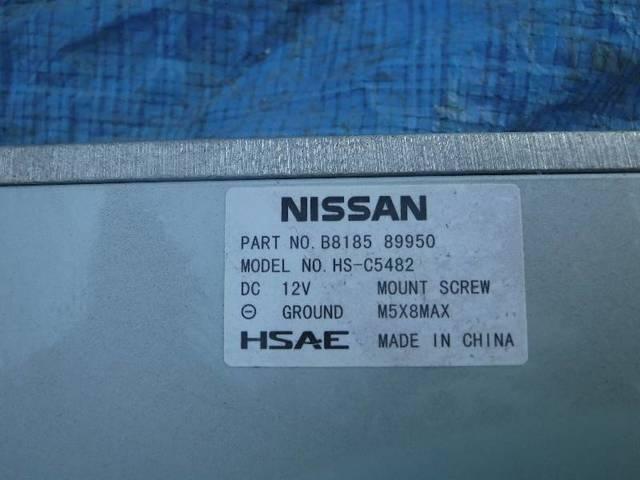 NISSAN
PART NO. B8185 89950
MODEL NO. HS-C5482
DC 12V MOUNT SCREW
⊖ GROUND M5X8MAX
HSAE MADE IN CHINA